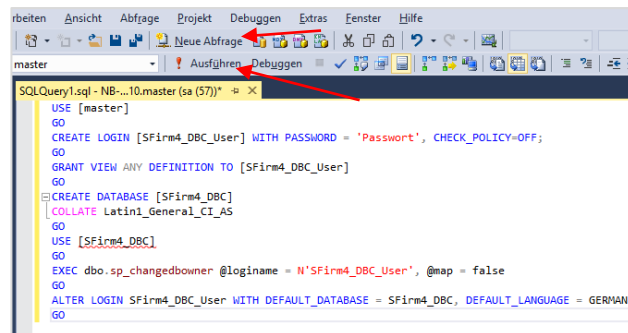 rbeiten Ansicht Abfrage Projekt Debuggen Extras Fenster Hilfe
Neue Abfrage
master Ausführen Debuggen
SQLQuery1.sql - NB-...10.master (sa (57))*
USE [master]
GO
CREATE LOGIN [SFirm4_DBC_User] WITH PASSWORD = 'Passwort', CHECK_POLICY=OFF;
GO
GRANT VIEW ANY DEFINITION TO [SFirm4_DBC_User]
GO
CREATE DATABASE [SFirm4_DBC]
COLLATE Latin1_General_CI_AS
GO
USE [SFirm4_DBC]
GO
EXEC dbo.sp_changedbowner @loginame = N'SFirm4_DBC_User', @map = false
GO
ALTER LOGIN SFirm4_DBC_User WITH DEFAULT_DATABASE = SFirm4_DBC, DEFAULT_LANGUAGE = GERMAN
GO